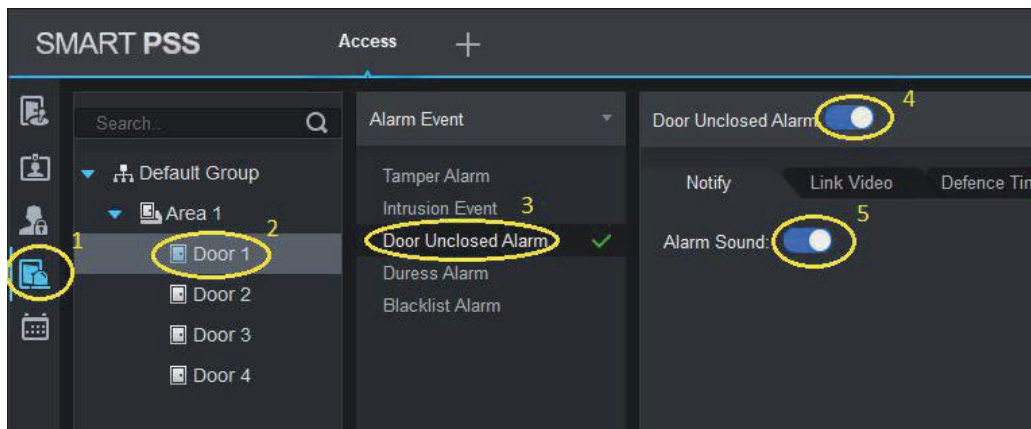 SMART PSS
Access
1
Search..
Default Group
Area 1
2
Door 1
Door 2
Door 3
Door 4
Alarm Event
Tamper Alarm
Intrusion Event
3
Door Unclosed Alarm
Duress Alarm
Blacklist Alarm
Door Unclosed Alarm
4
Notify
Link Video
Defence Tim
5
Alarm Sound: